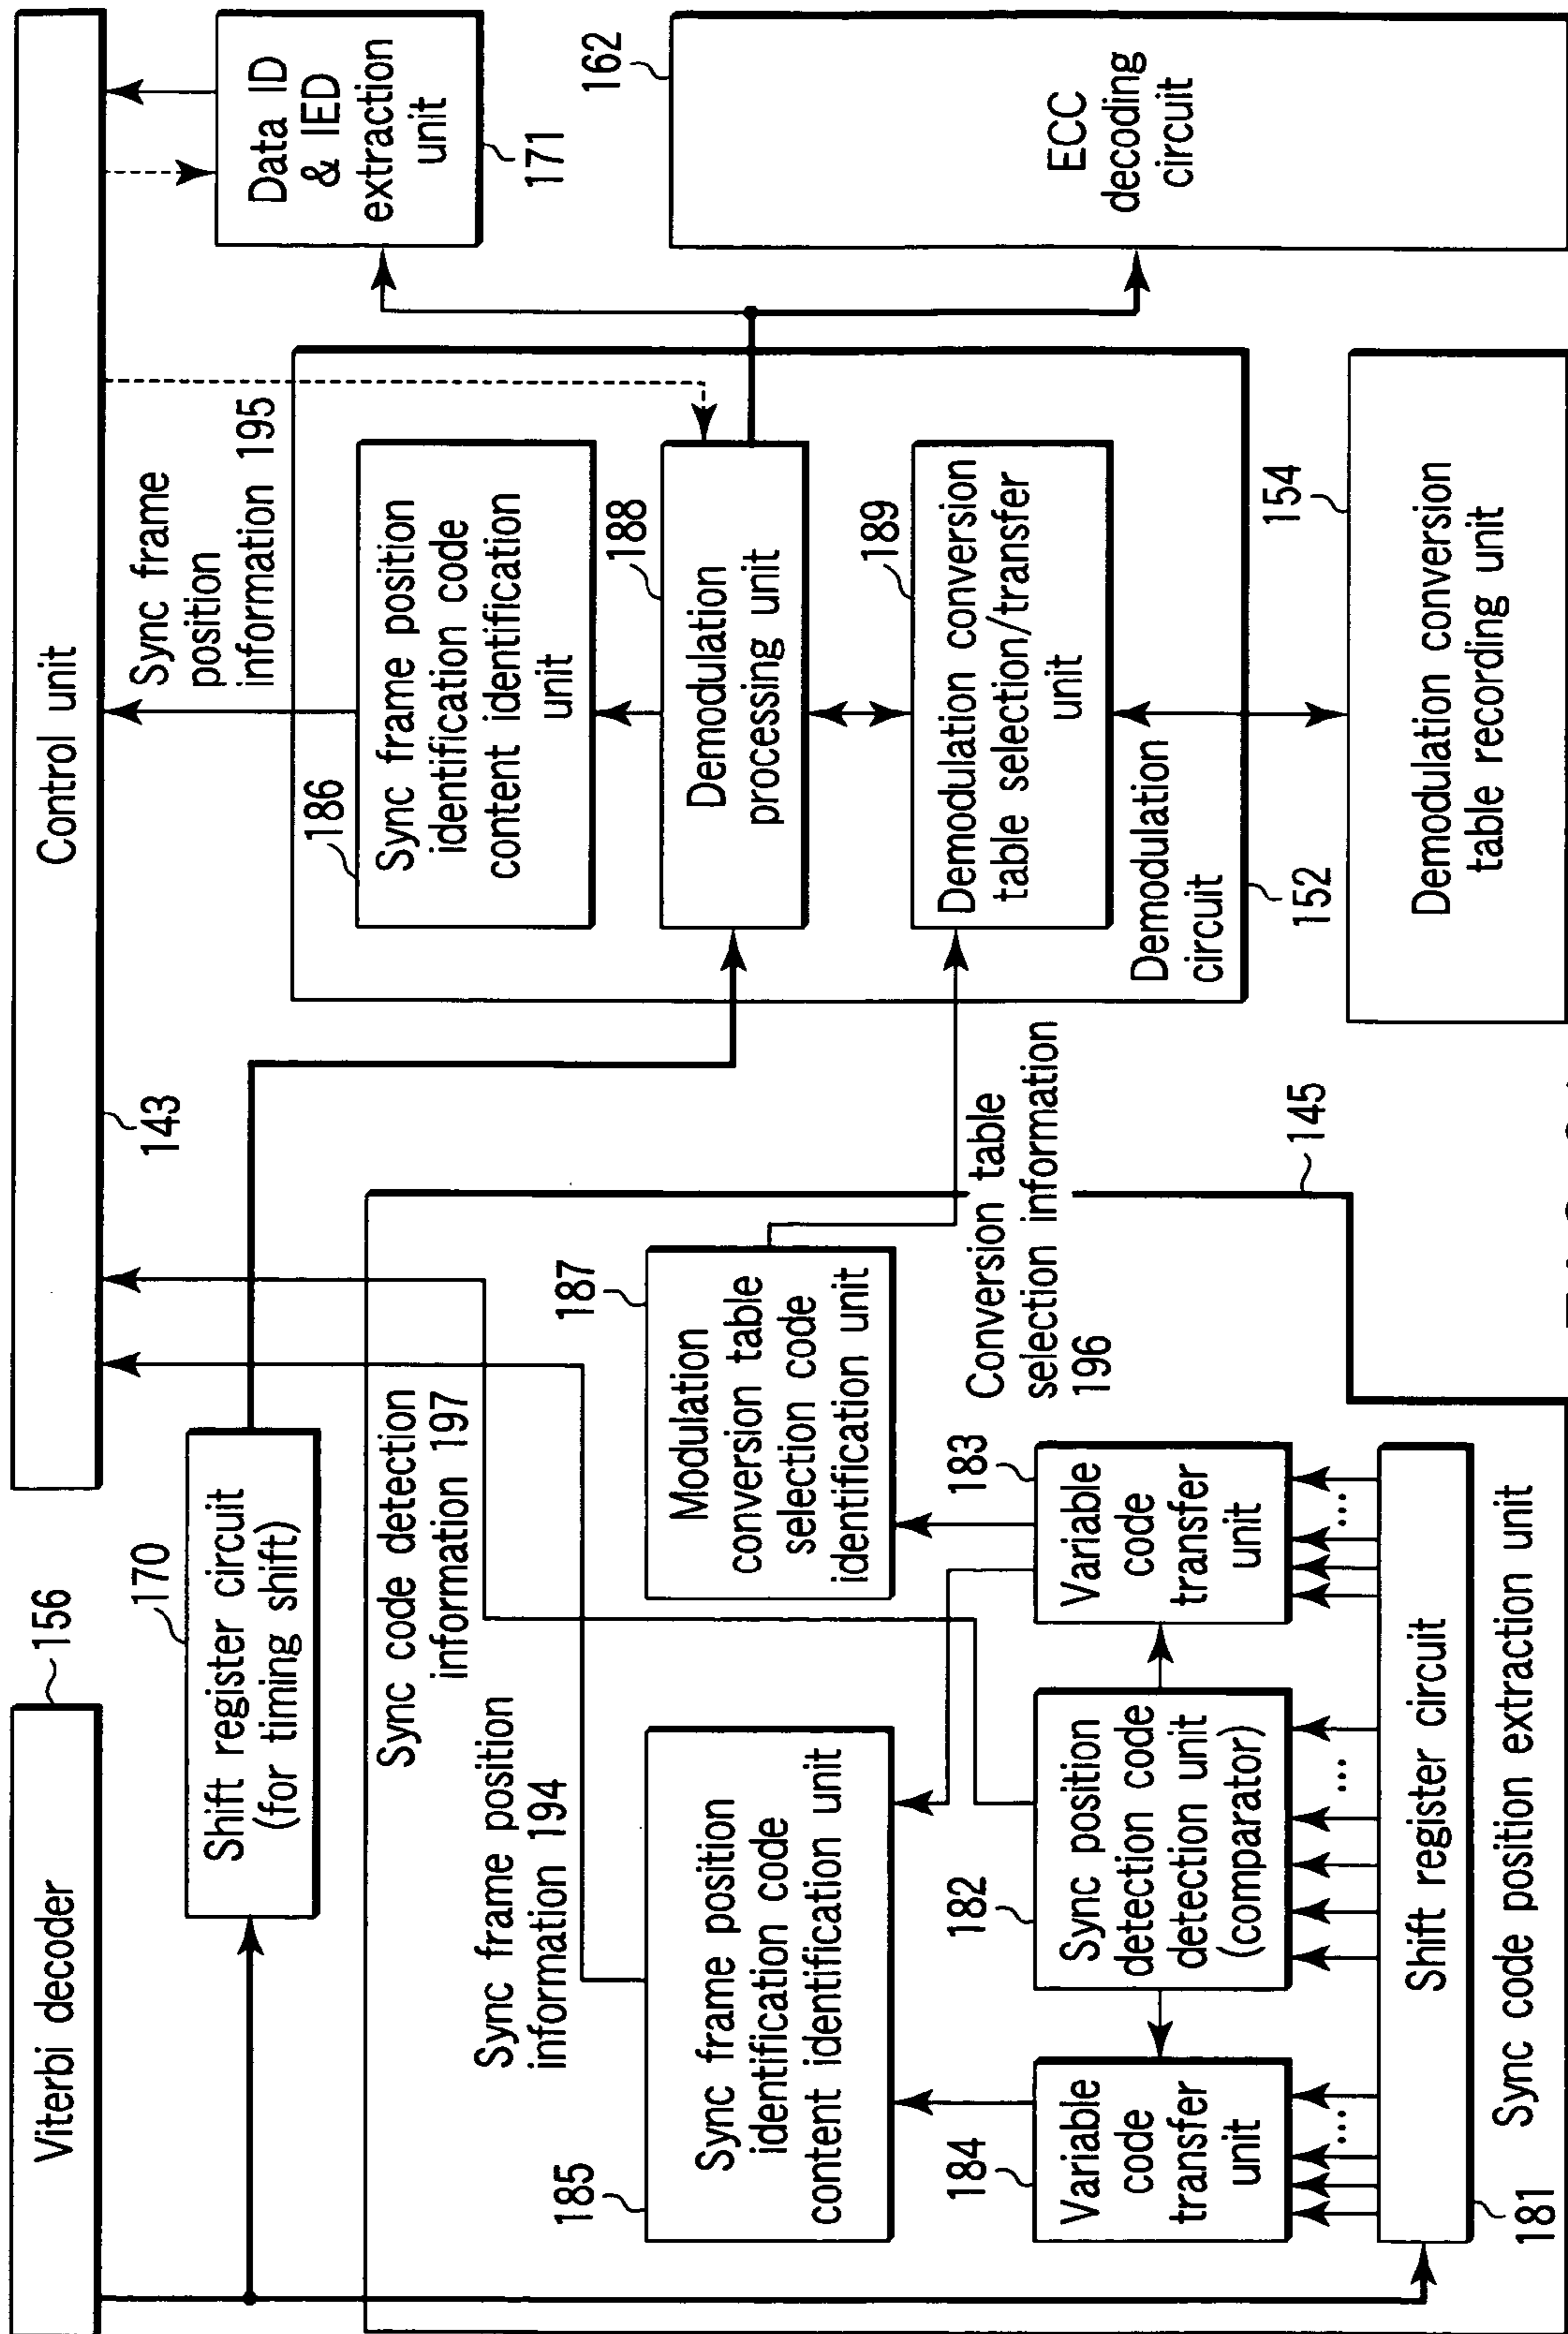 Viterbi decoder
156
Control unit
143
170
Shift register circuit
(for timing shift)
Data ID
& IED
extraction
unit
171
Sync code detection
information 197
Sync frame position
information 194
Sync frame
position
information 195
186
Sync frame position
identification code
content identification
unit
188
Demodulation
processing unit
189
Demodulation conversion
table selection/transfer
unit
Demodulation
circuit
152
162
ECC
decoding
circuit
185
Sync frame position
identification code
content identification unit
187
Modulation
conversion table
selection code
identification unit
Conversion table
selection information
196
145
154
Demodulation conversion
table recording unit
184
Variable
code
transfer
unit
...
182
Sync position
detection code
detection unit
(comparator)
...
183
Variable
code
transfer
unit
...
Shift register circuit
181
Sync code position extraction unit